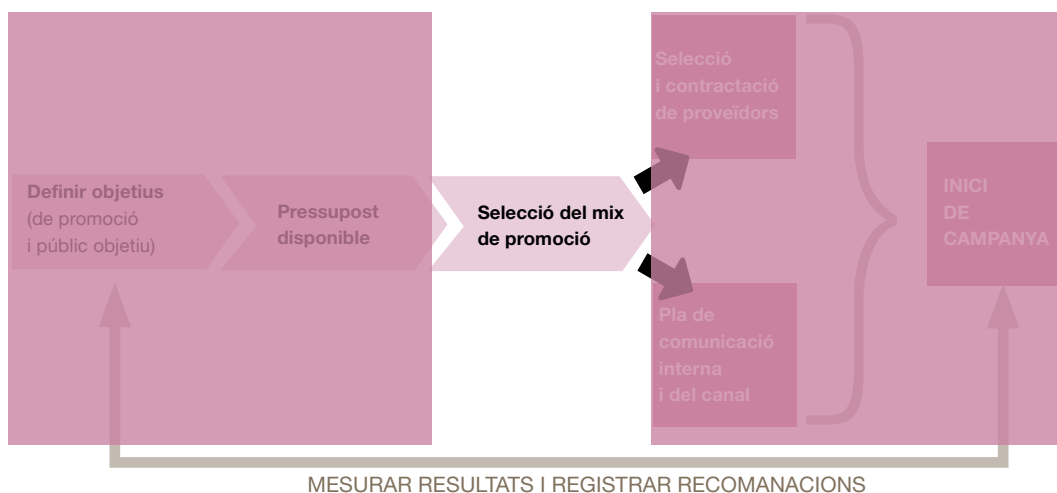 Definir objetius
(de promoció
i públic objetiu)
Pressupost
disponible
Selecció del mix
de promoció
Selecció
i contractació
de proveïdors
Pla de
comunicació
interna
i del canal
INICI
DE
CAMPANYA
MESURAR RESULTATS I REGISTRAR RECOMANACIONS